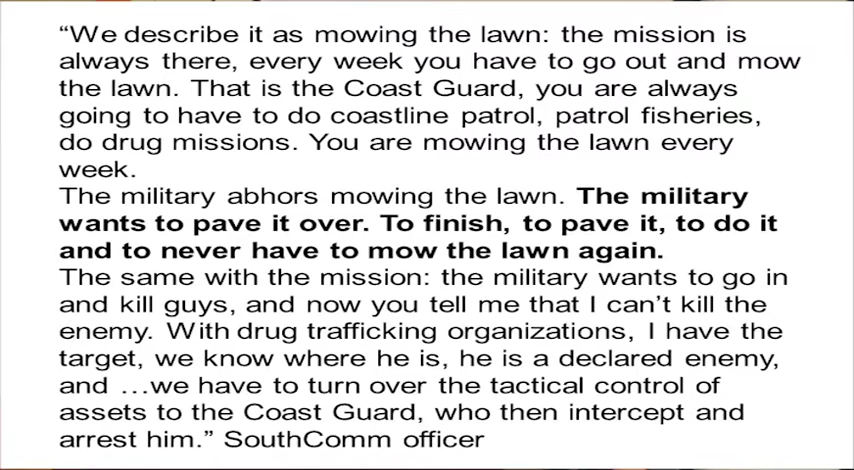 “We describe it as mowing the lawn: the mission is
always there, every week you have to go out and mow
the lawn. That is the Coast Guard, you are always
going to have to do coastline patrol, patrol fisheries,
do drug missions. You are mowing the lawn every
week.
The military abhors mowing the lawn. The military
wants to pave it over. To finish, to pave it, to do it
and to never have to mow the lawn again.
The same with the mission: the military wants to go in
and kill guys, and now you tell me that I can’t kill the
enemy. With drug trafficking organizations, I have the
target, we know where he is, he is a declared enemy,
and …we have to turn over the tactical control of
assets to the Coast Guard, who then intercept and
arrest him.” SouthComm officer